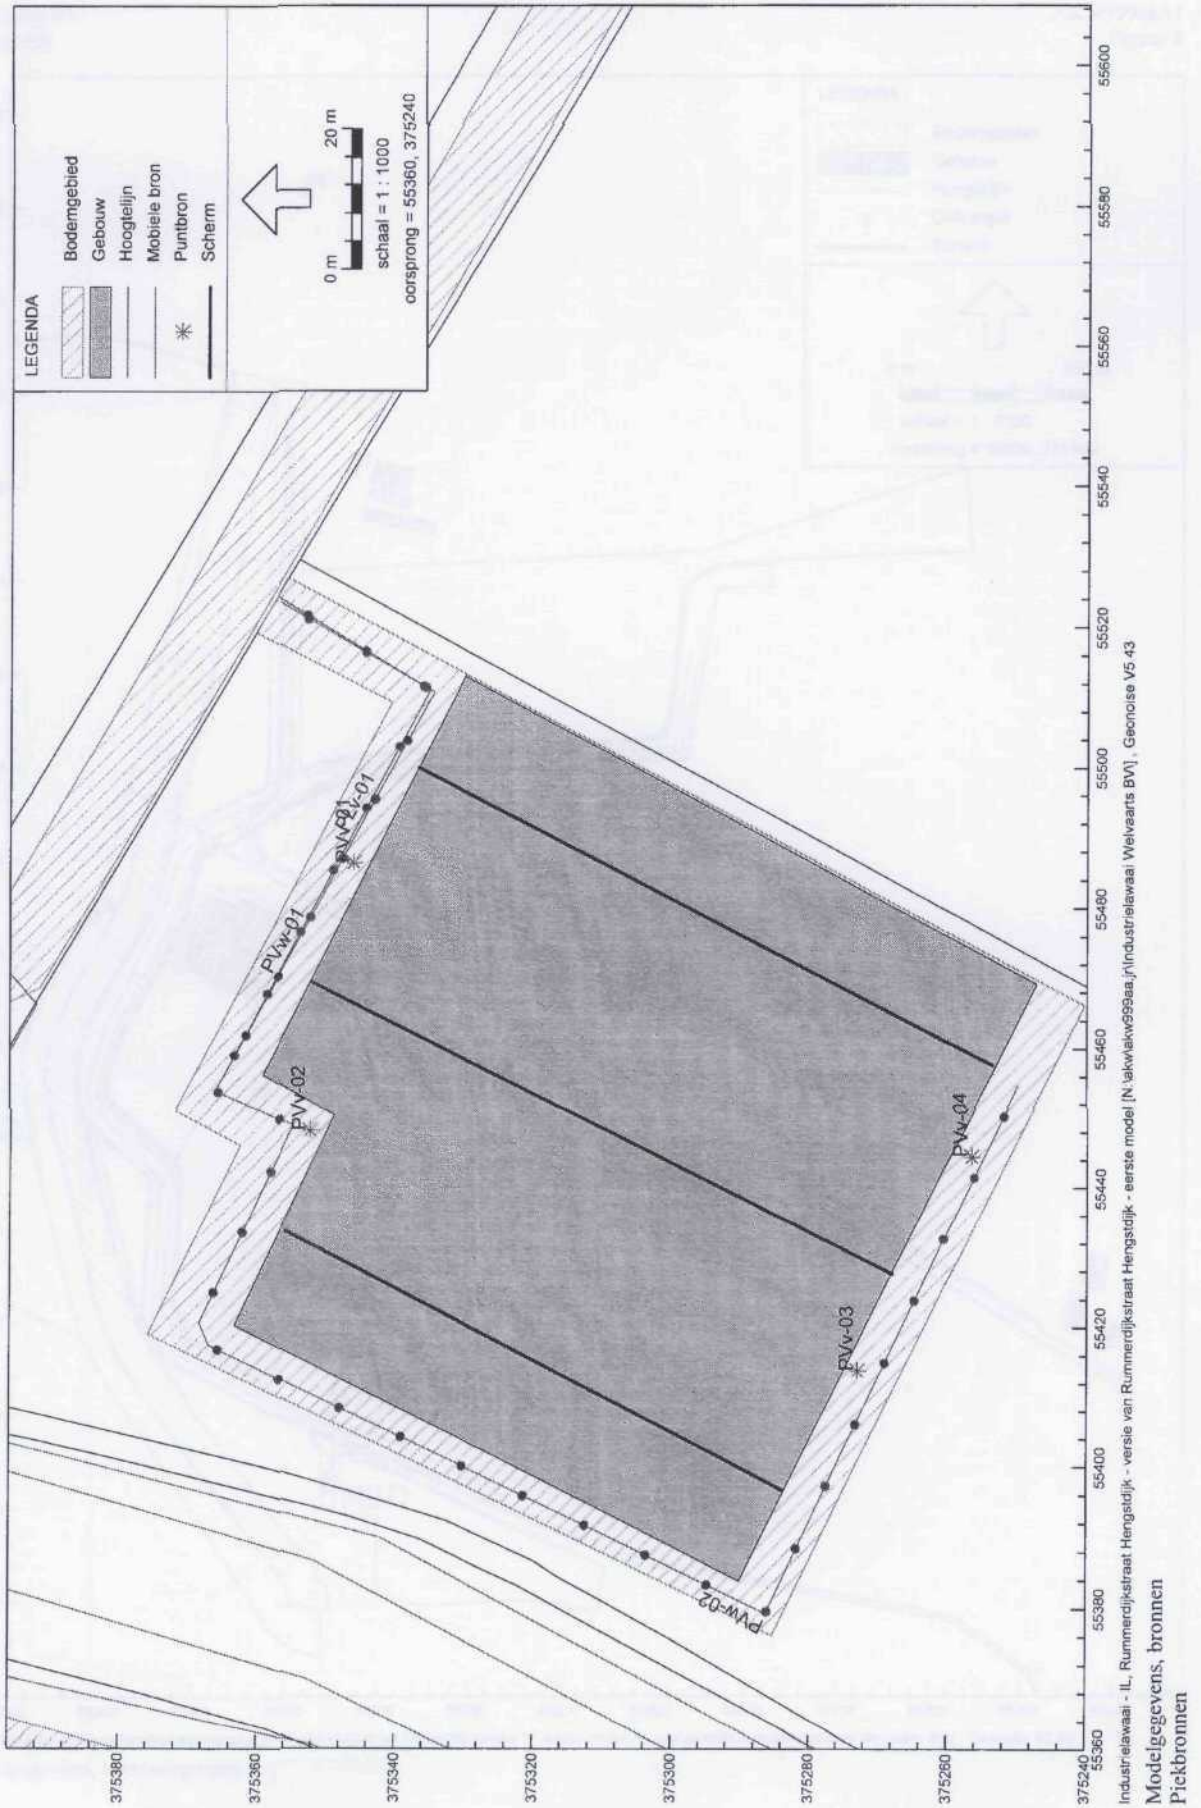 LEGENDA
Bodemgebied
Gebouw
Hoogtelijn
Mobiele bron
Puntbron
Scherm
0 m
20 m
schaal = 1 : 1000
oorsprong = 55360, 375240
PVw-01
PVv-02
PVv-03
PVv-04
PVw-02
375380
375360
375340
375320
375300
375280
375260
375240
55360
55380
55400
55420
55440
55460
55480
55500
55520
55540
55560
55580
55600
Industrielawaai - IL, Rummerdijkstraat Hengstdijk - versie van Rummerdijkstraat Hengstdijk - eerste model [N:\akw\akw999aa.jn\Industrielawaai Welvaarts BV\] , Geonoise V5.43
Modelgegevens, bronnen
Piekbronnen